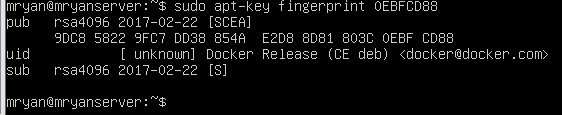 mryan@mryanserver:~$ sudo apt-key fingerprint 0EBFCD88
pub   rsa4096 2017-02-22 [SCEA]
      9DC8 5822 9FC7 DD38 854A  E2D8 8D81 803C 0EBF CD88
uid           [ unknown] Docker Release (CE deb) <docker@docker.com>
sub   rsa4096 2017-02-22 [S]

mryan@mryanserver:~$